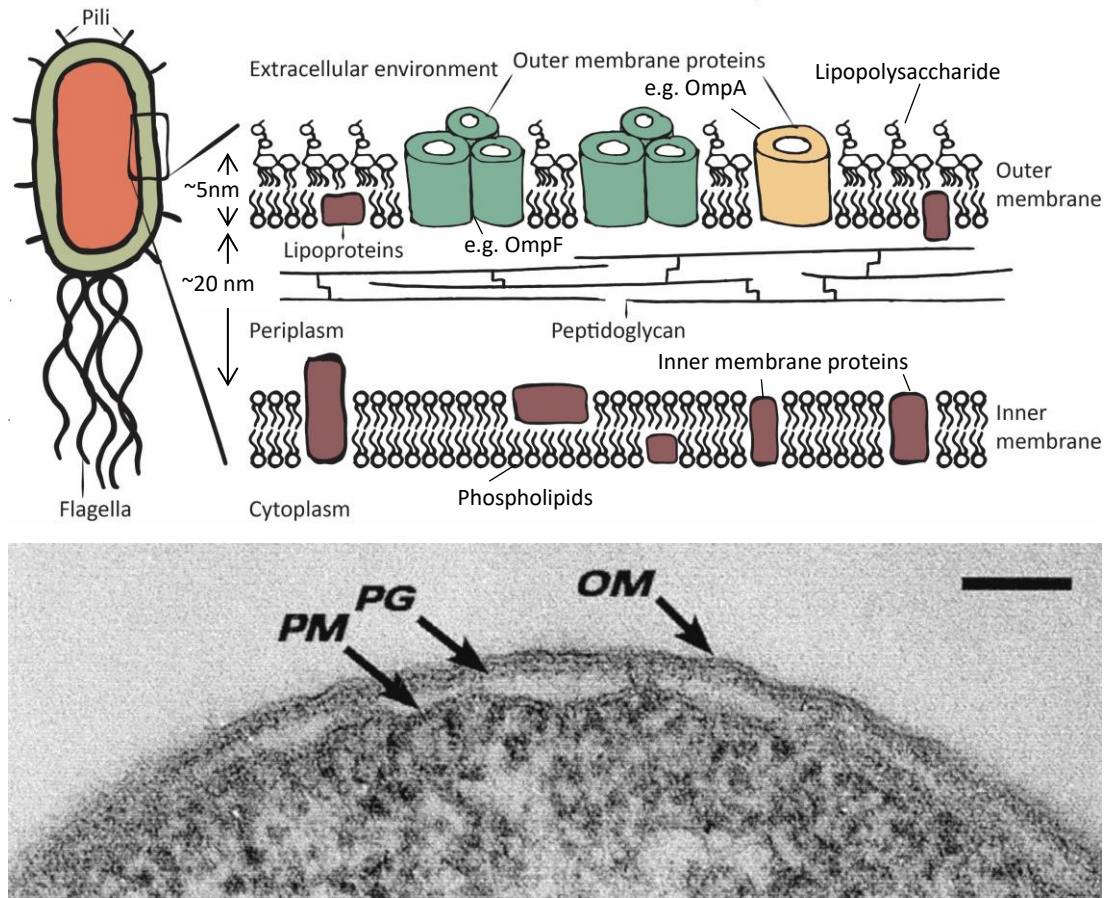 Pili
Extracellular environment
Outer membrane proteins
e.g. OmpA
Lipopolysaccharide
~5nm
Outer
membrane
Lipoproteins
e.g. OmpF
~20 nm
Periplasm
Peptidoglycan
Inner membrane proteins
Inner
membrane
Phospholipids
Flagella
Cytoplasm
PM
PG
OM